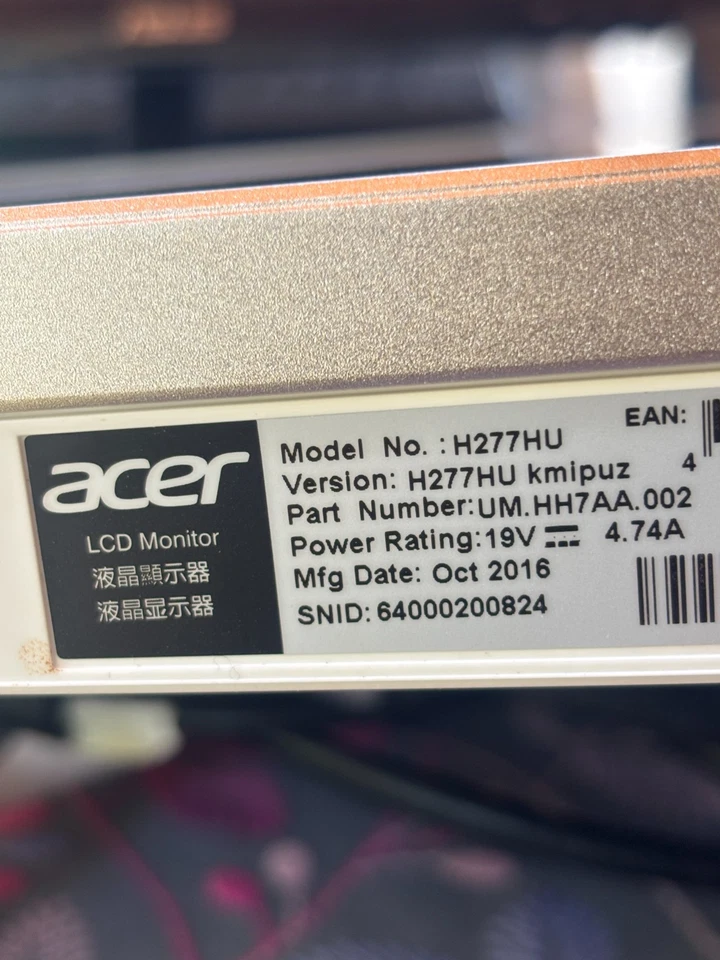 acer
LCD Monitor
液晶顯示器
液晶显示器
EAN:
4
Model No. : H277HU
Version: H277HU kmipuz
Part Number:UM.HH7AA.002
Power Rating:19V ⎓ 4.74A
Mfg Date: Oct 2016
SNID: 64000200824